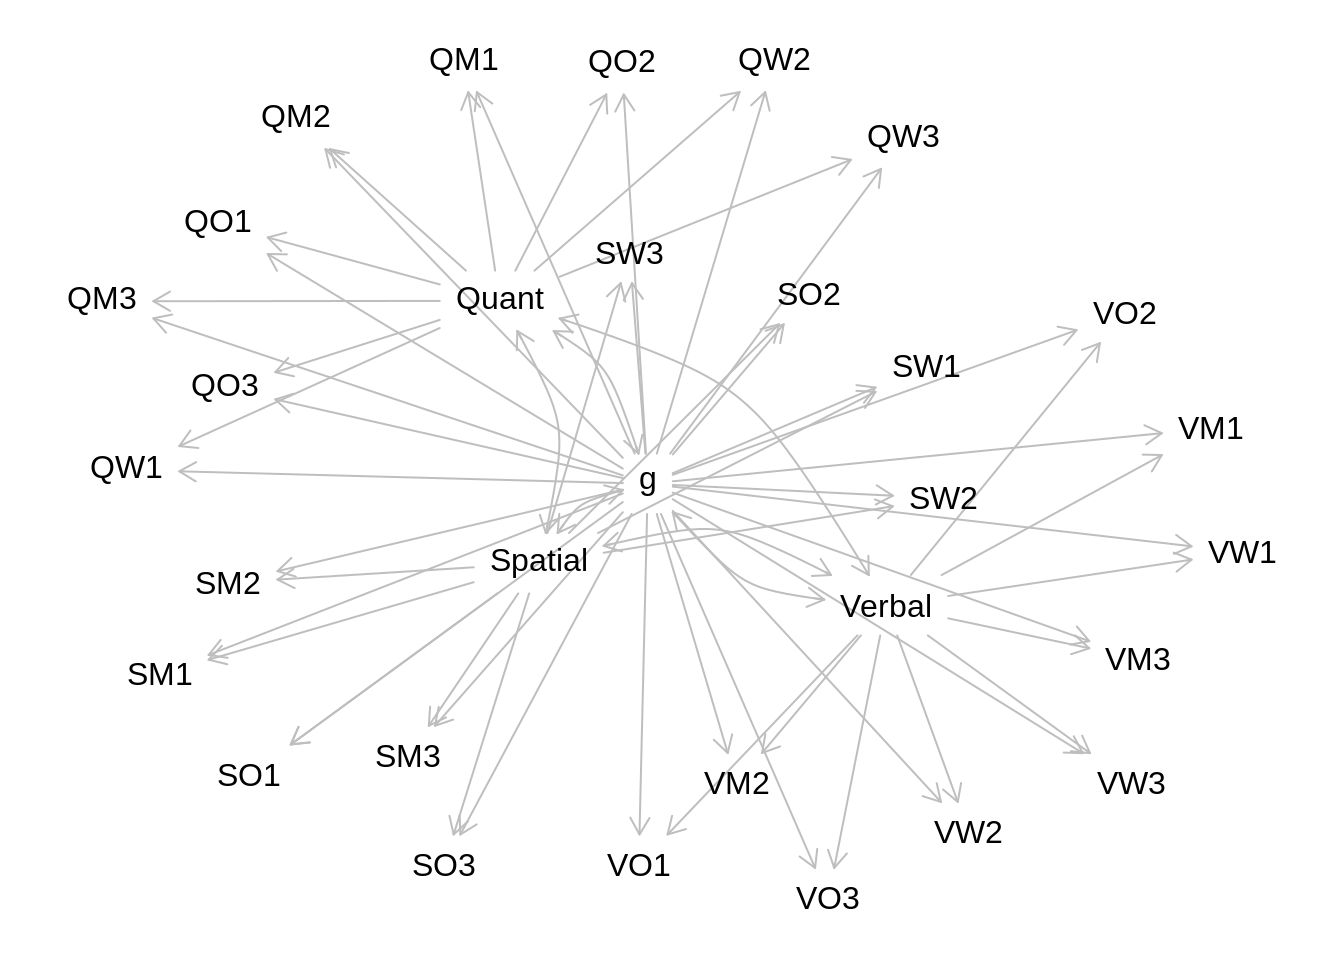 QM1
QO2
QW2
QM2
QW3
QO1
SW3
QM3
Quant
SO2
VO2
SW1
QO3
VM1
QW1
g
SW2
VW1
Spatial
SM2
Verbal
VM3
SM1
SM3
SO1
VM2
VW3
VW2
SO3
VO1
VO3